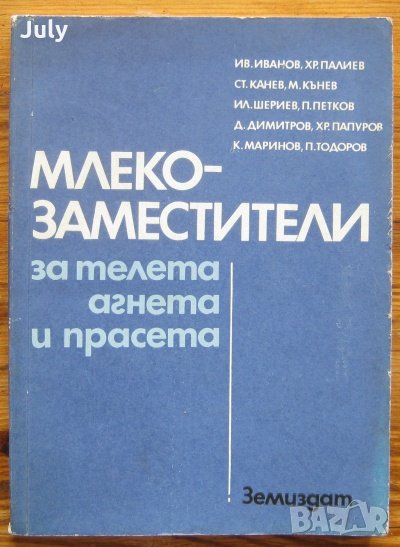 July
ИВ. ИВАНОВ, ХР. ПАЛИЕВ
СТ. КАНЕВ, М. КЪНЕВ
ИЛ. ШЕРИЕВ, П. ПЕТКОВ
Д. ДИМИТРОВ, ХР. ПАПУРОВ
К. МАРИНОВ, П. ТОДОРОВ
МЛЕКО-
ЗАМЕСТИТЕЛИ
за телета
агнета
и прасета
Земиздат
BAZAR